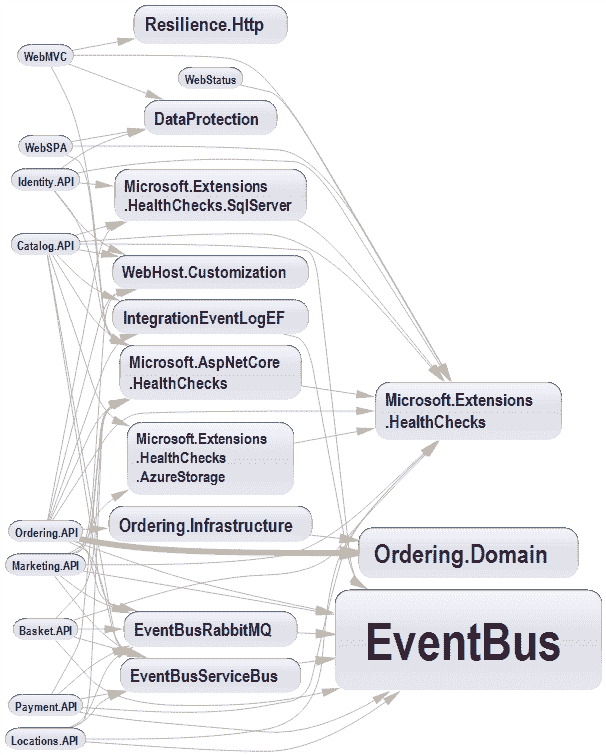 Resilience.Http
WebMVC
WebStatus
DataProtection
WebSPA
Identity.API
Microsoft.Extensions
.HealthChecks.SqlServer
Catalog.API
WebHost.Customization
IntegrationEventLogEF
Microsoft.AspNetCore
.HealthChecks
Microsoft.Extensions
.HealthChecks
Microsoft.Extensions
.HealthChecks
.AzureStorage
Ordering.API
Ordering.Infrastructure
Ordering.Domain
Marketing.API
Basket.API
EventBusRabbitMQ
EventBus
EventBusServiceBus
Payment.API
Locations.API